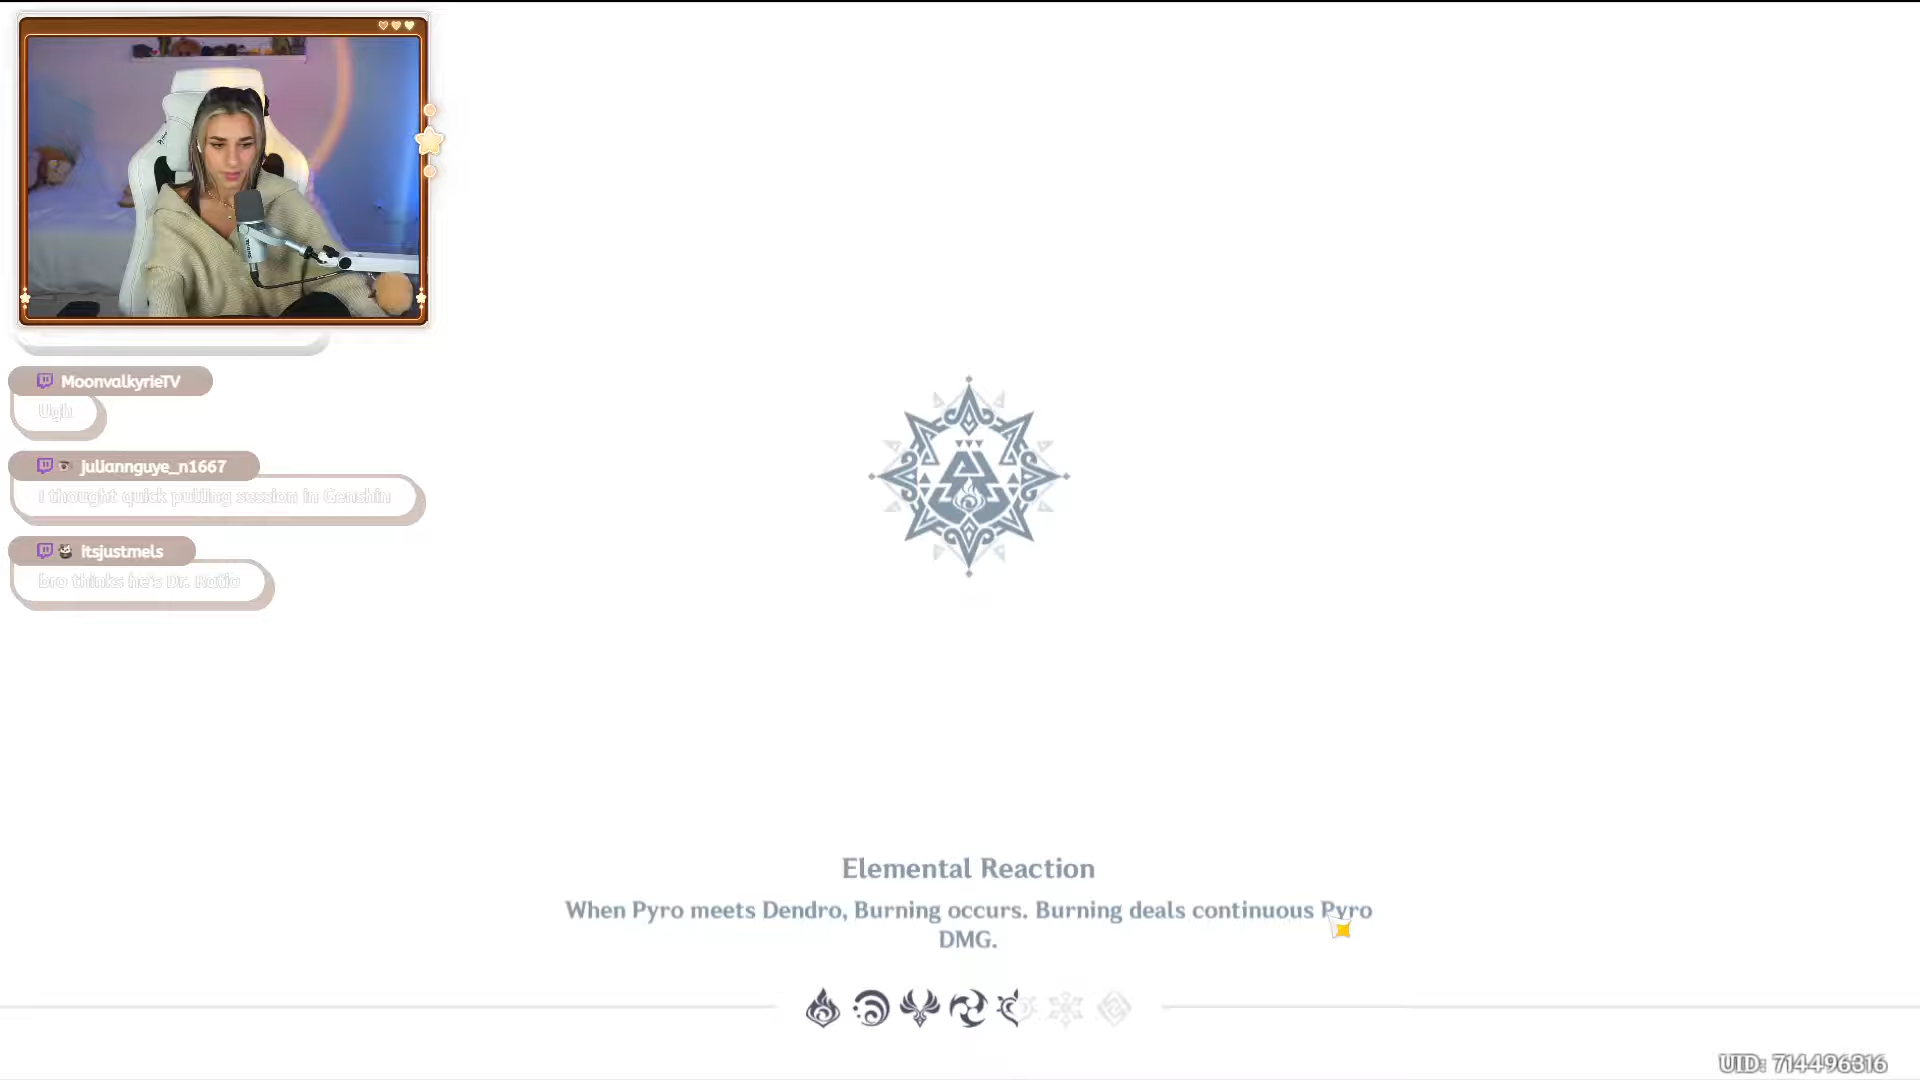 MoonvalkyrieTV
Ugh
juliannguye_n1667
I thought quick pulling session in Genshin
itsjustmels
bro thinks he's Dr. Ratio
Elemental Reaction
When Pyro meets Dendro, Burning occurs. Burning deals continuous Pyro
DMG.
UID: 714496316